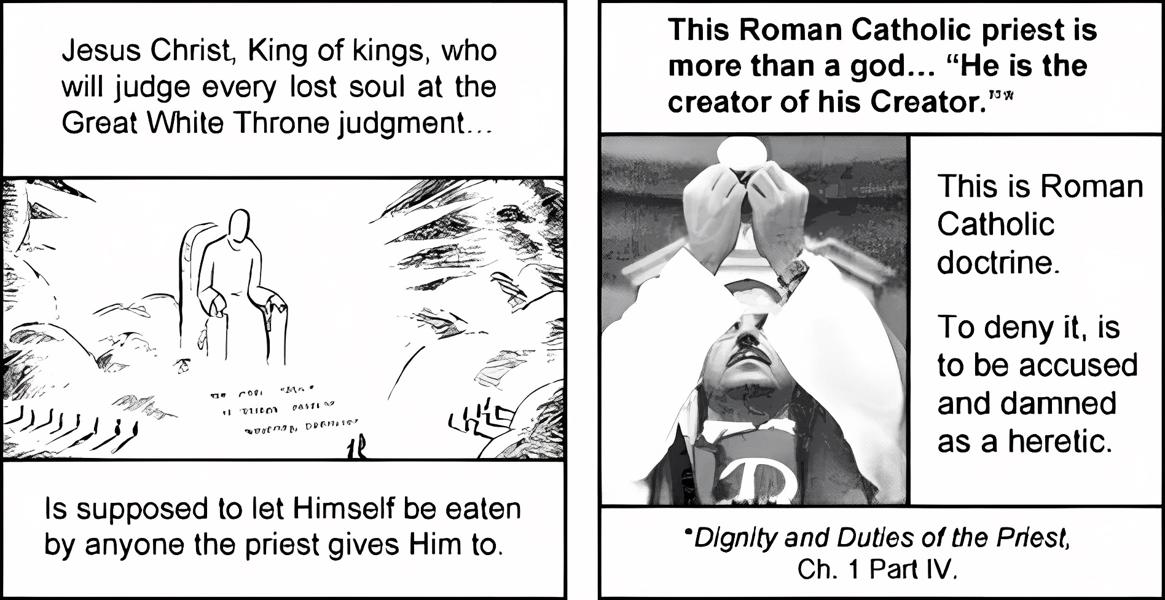 Jesus Christ, King of kings, who
will judge every lost soul at the
Great White Throne judgment...
Is supposed to let Himself be eaten
by anyone the priest gives Him to.
This Roman Catholic priest is
more than a god... “He is the
creator of his Creator.”*
This is Roman
Catholic
doctrine.
To deny it, is
to be accused
and damned
as a heretic.
*Dignity and Duties of the Priest,
Ch. 1 Part IV.